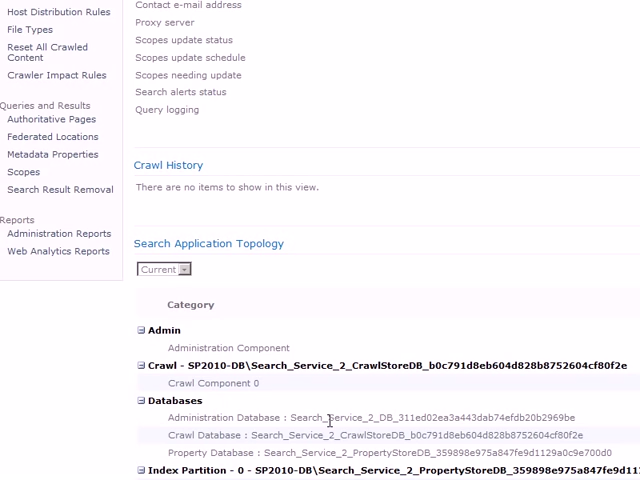 Host Distribution Rules
File Types
Reset All Crawled
Content
Crawler Impact Rules
Queries and Results
Authoritative Pages
Federated Locations
Metadata Properties
Scopes
Search Result Removal
Reports
Administration Reports
Web Analytics Reports
Contact e-mail address
Proxy server
Scopes update status
Scopes update schedule
Scopes needing update
Search alerts status
Query logging
Crawl History
There are no items to show in this view.
Search Application Topology
Current
Category
Admin
Administration Component
Crawl - SP2010-DB\Search_Service_2_CrawlStoreDB_b0c791d8eb604d828b8752604cf80f2e
Crawl Component 0
Databases
Administration Database : Search_Service_2_DB_311ed02ea3a443dab74efdb20b2969be
Crawl Database : Search_Service_2_CrawlStoreDB_b0c791d8eb604d828b8752604cf80f2e
Property Database : Search_Service_2_PropertyStoreDB_359898e975a847fe9d1129a0c9e700d0
Index Partition - 0 - SP2010-DB\Search_Service_2_PropertyStoreDB_359898e975a847fe9d11